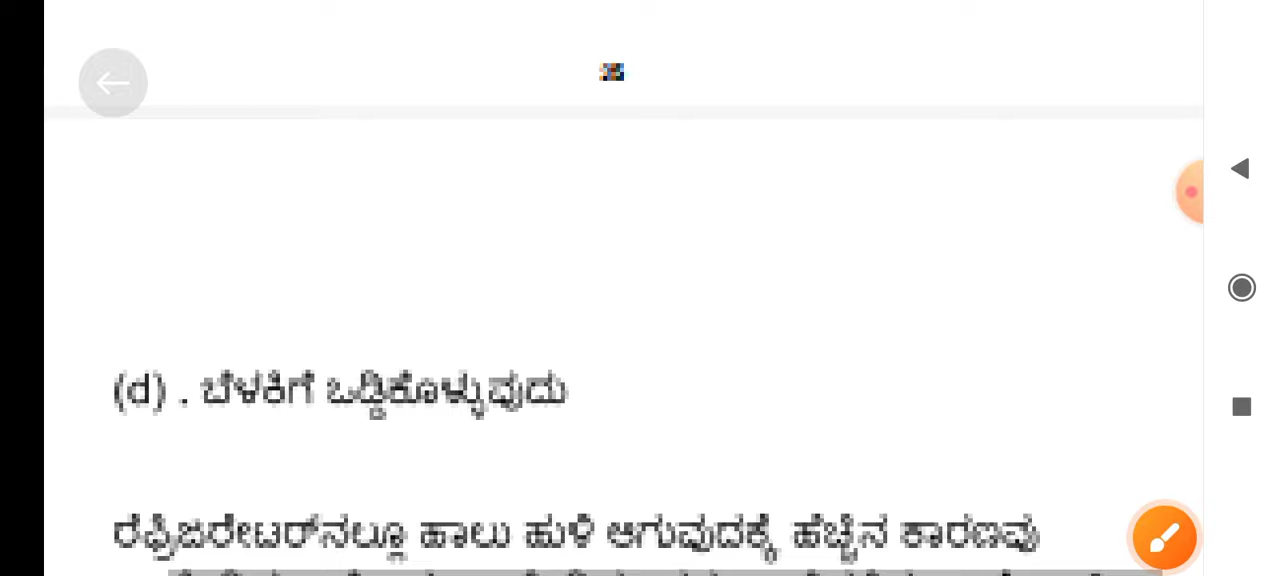 (d) . ಬೆಳಕಿಗೆ ಒಡ್ಡಿಕೊಳ್ಳುವುದು
ರೆಫ್ರಿಜರೇಟರ್‌ನಲ್ಲೂ ಹಾಲು ಹುಳಿ ಆಗುವುದಕ್ಕೆ ಹೆಚ್ಚಿನ ಕಾರಣವು